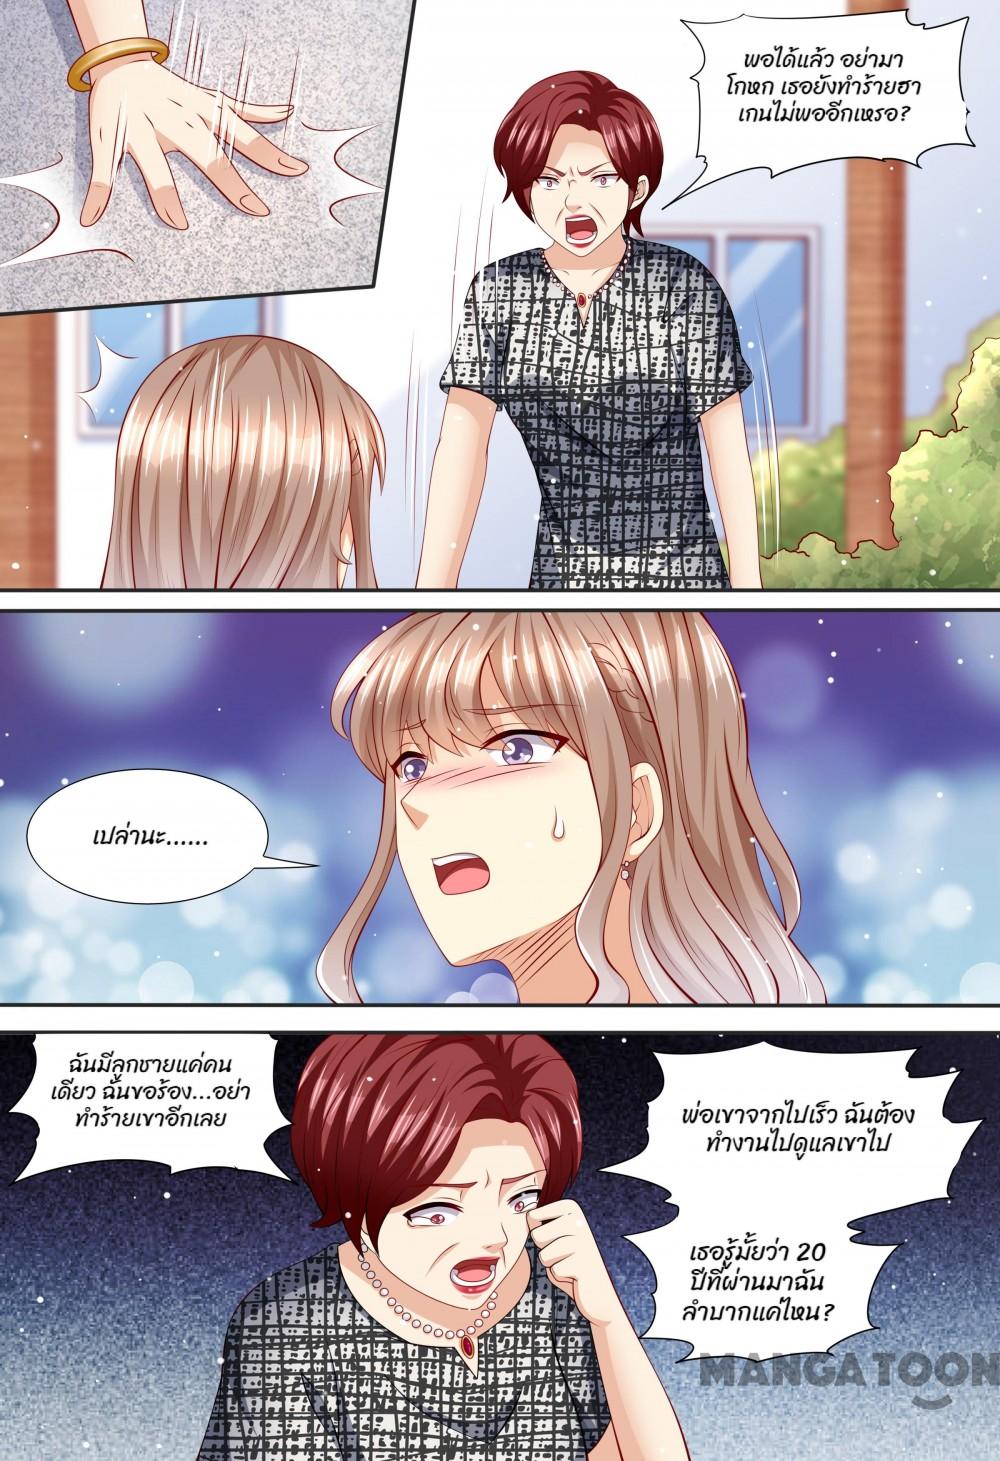 พอได้แล้ว อย่ามา
โกหก เธอยังทำร้ายฮา
เกนไม่พออีกเหรอ?
เปล่านะ......
ฉันมีลูกชายแค่คน
เดียว ฉันขอร้อง...อย่า
ทำร้ายเขาอีกเลย
พ่อเขาจากไปเร็ว ฉันต้อง
ทำงานไปดูแลเขาไป
เธอรู้มั้ยว่า 20
ปีที่ผ่านมาฉัน
ลำบากแค่ไหน?
MANGATOON